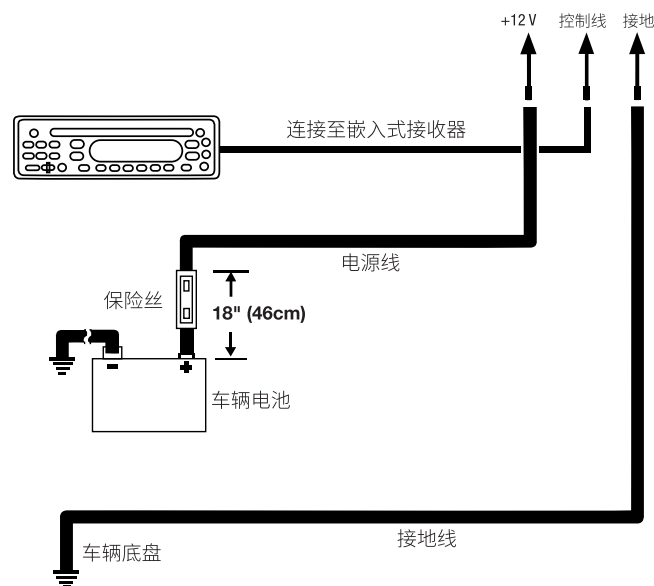 +12 V
控制线
接地
连接至嵌入式接收器
电源线
保险丝
18" (46cm)
车辆电池
接地线
车辆底盘